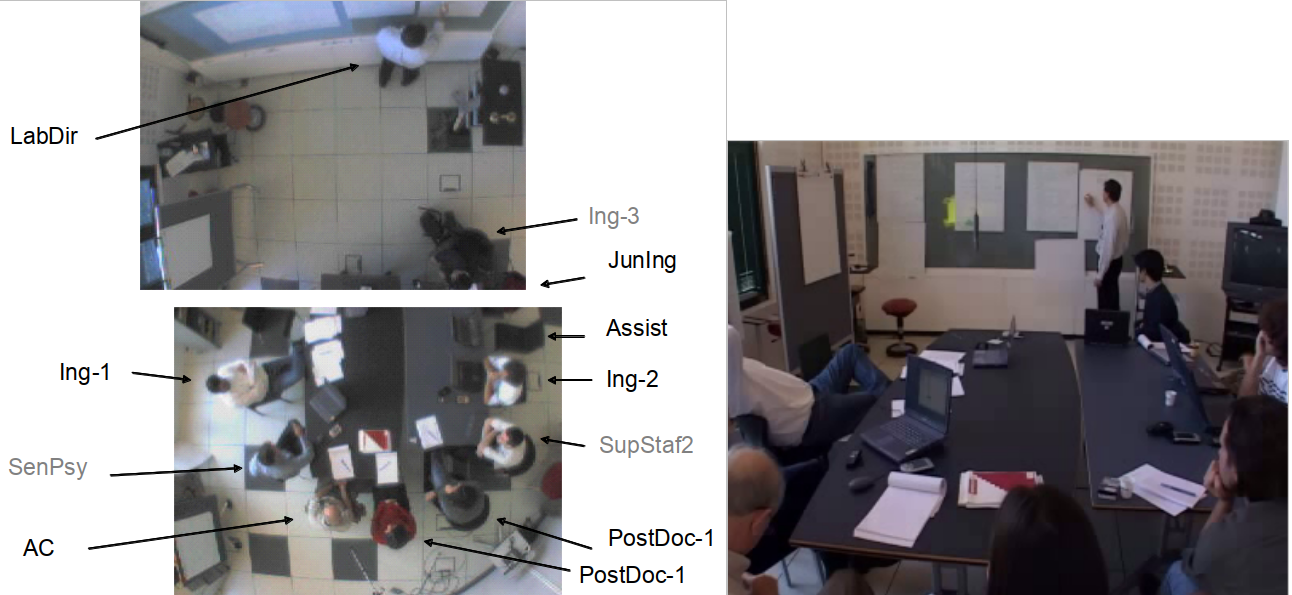 LabDir
Ing-3
JunIng
Assist
Ing-1
Ing-2
SupStaf2
SenPsy
PostDoc-1
AC
PostDoc-1